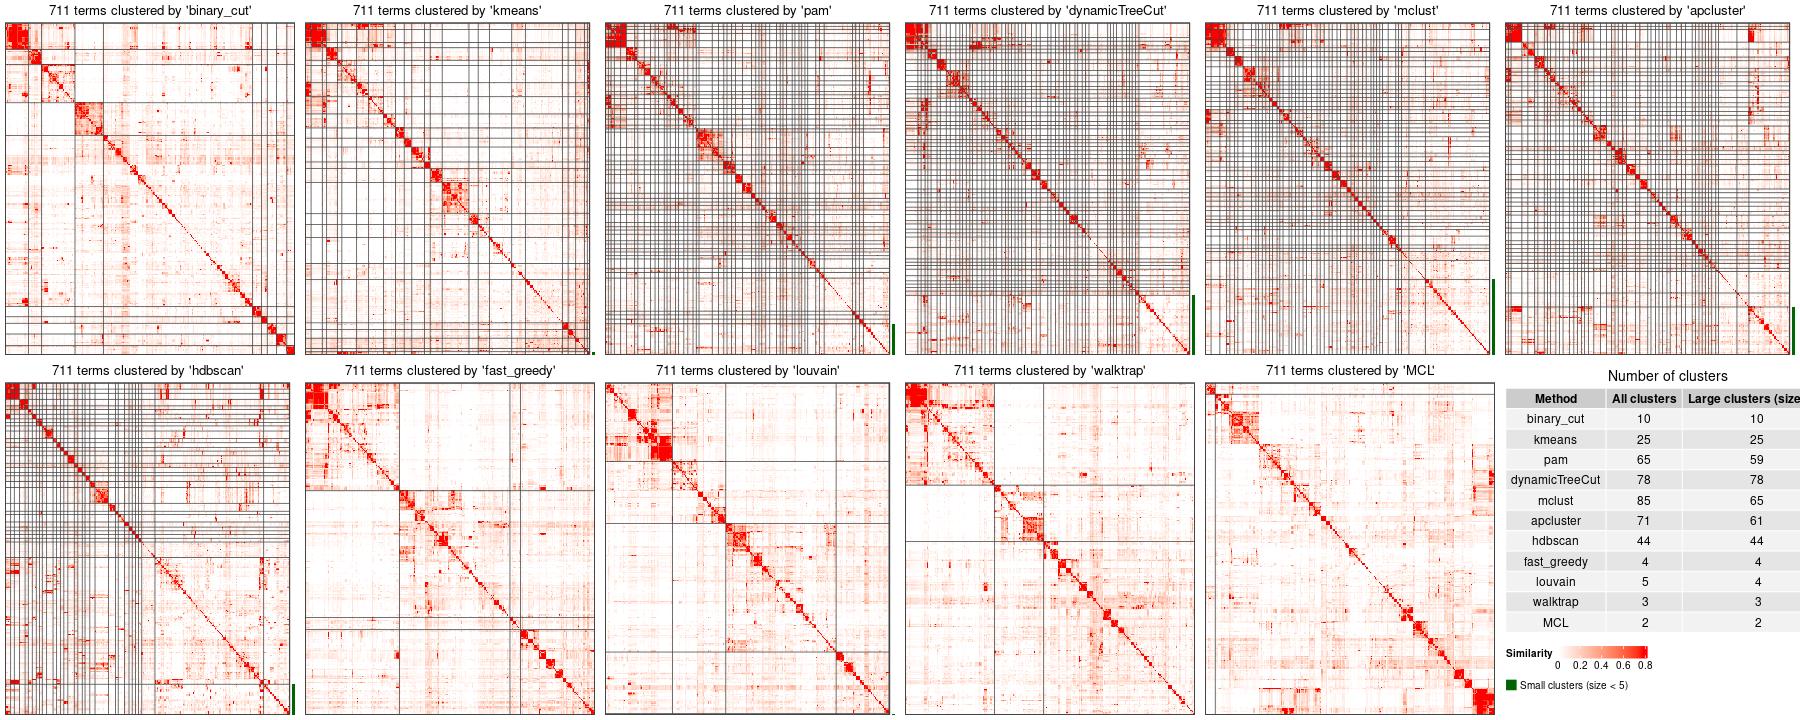 711 terms clustered by 'binary_cut'
711 terms clustered by 'kmeans'
711 terms clustered by 'pam'
711 terms clustered by 'dynamicTreeCut'
711 terms clustered by 'mclust'
711 terms clustered by 'apcluster'
711 terms clustered by 'hdbscan'
711 terms clustered by 'fast_greedy'
711 terms clustered by 'louvain'
711 terms clustered by 'walktrap'
711 terms clustered by 'MCL'
Number of clusters
Method All clusters Large clusters (size
binary_cut 10 10
kmeans 25 25
pam 65 59
dynamicTreeCut 78 78
mclust 85 65
apcluster 71 61
hdbscan 44 44
fast_greedy 4 4
louvain 5 4
walktrap 3 3
MCL 2 2
Similarity
0 0.2 0.4 0.6 0.8
Small clusters (size < 5)